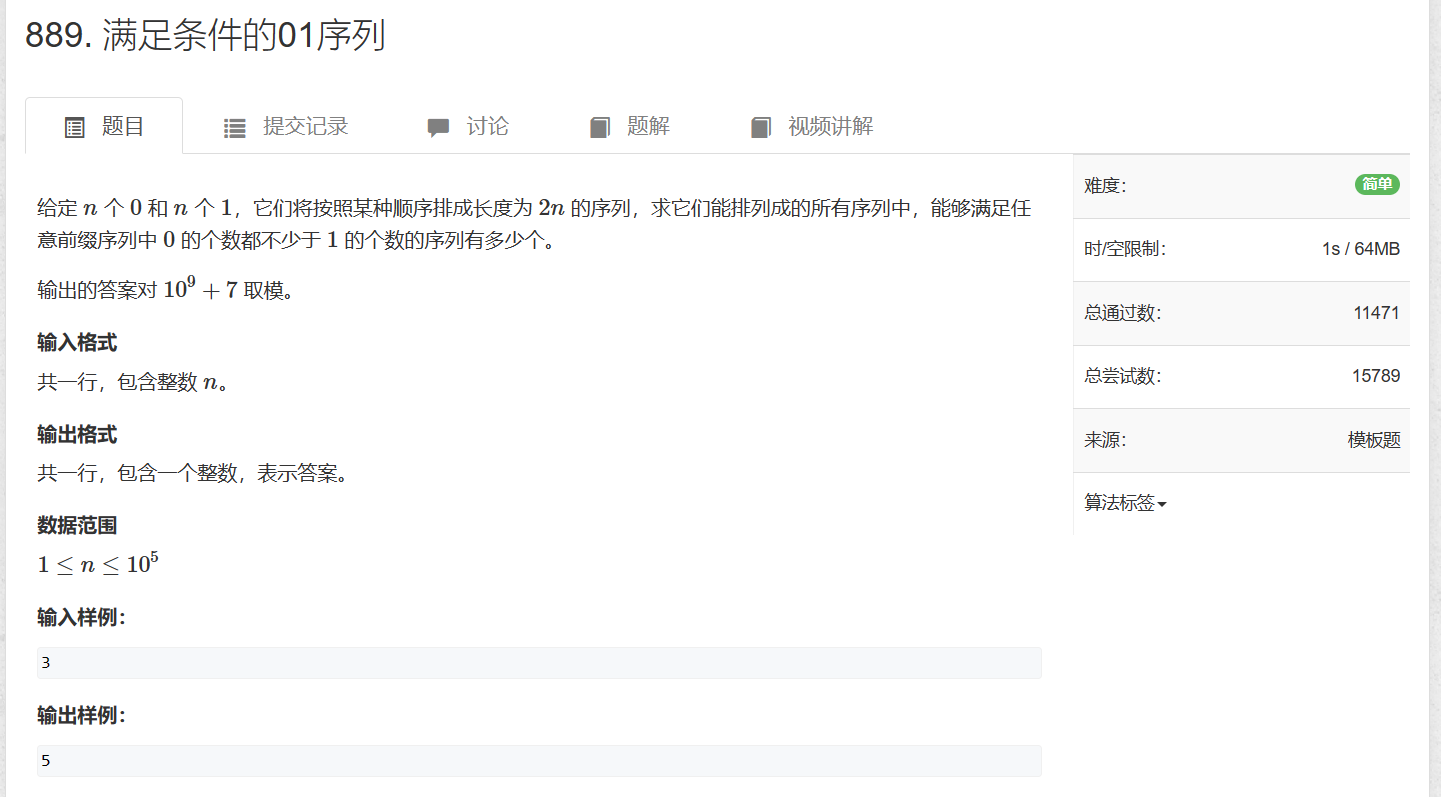 889. 满足条件的01序列
题目 提交记录 讨论 题解 视频讲解
给定 n 个 0 和 n 个 1，它们将按照某种顺序排成长度为 2n 的序列，求它们能排列成的所有序列中，能够满足任
意前缀序列中 0 的个数都不少于 1 的个数的序列有多少个。
输出的答案对 10⁹ + 7 取模。
输入格式
共一行，包含整数 n。
输出格式
共一行，包含一个整数，表示答案。
数据范围
1 ≤ n ≤ 10⁵
输入样例：
3
输出样例：
5
难度： 简单
时/空限制： 1s / 64MB
总通过数： 11471
总尝试数： 15789
来源： 模板题
算法标签